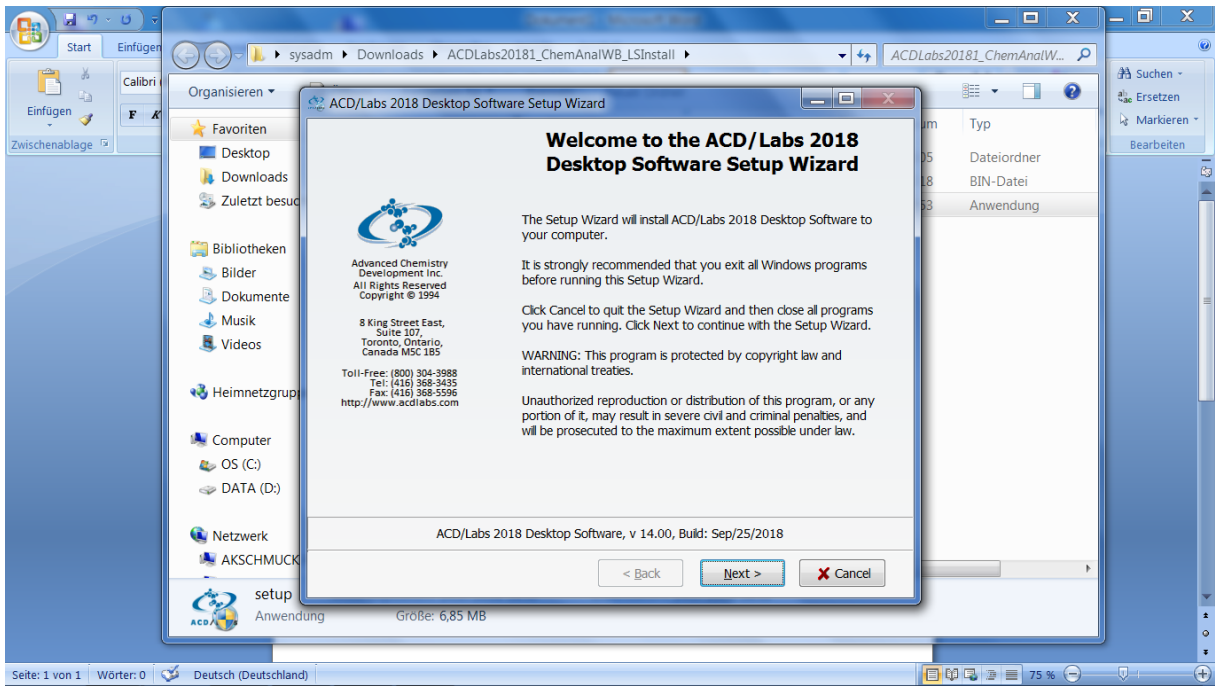 Start
Einfügen
Calibri
Einfügen
F K
Zwischenablage
sysadm
Downloads
ACDLabs20181_ChemAnalWB_LSInstall
ACDLabs20181_ChemAnalW...
Organisieren
Suchen
Ersetzen
Markieren
Bearbeiten
Favoriten
Desktop
Downloads
Bibliotheken
Bilder
Dokumente
Musik
Videos
Computer
OS (C:)
DATA (D:)
Netzwerk
AKSCHMUCK
um
Typ
05
Dateiordner
18
BIN-Datei
53
Anwendung
ACD/Labs 2018 Desktop Software Setup Wizard
Welcome to the ACD/Labs 2018
Desktop Software Setup Wizard
Advanced Chemistry
Development Inc.
All Rights Reserved
Copyright © 1994
8 King Street East,
Suite 107,
Toronto, Ontario,
Canada M5C 1B5
Toll-Free: (800) 304-3988
Tel: (416) 368-3435
Fax: (416) 368-5596
http://www.acdlabs.com
The Setup Wizard will install ACD/Labs 2018 Desktop Software to
your computer.
It is strongly recommended that you exit all Windows programs
before running this Setup Wizard.
Click Cancel to quit the Setup Wizard and then close all programs
you have running. Click Next to continue with the Setup Wizard.
WARNING: This program is protected by copyright law and
international treaties.
Unauthorized reproduction or distribution of this program, or any
portion of it, may result in severe civil and criminal penalties, and
will be prosecuted to the maximum extent possible under law.
ACD/Labs 2018 Desktop Software, v 14.00, Build: Sep/25/2018
< Back
Next >
Cancel
setup
Anwendung
Größe: 6,85 MB
ACD/
Seite: 1 von 1
Wörter: 0
Deutsch (Deutschland)
75 %